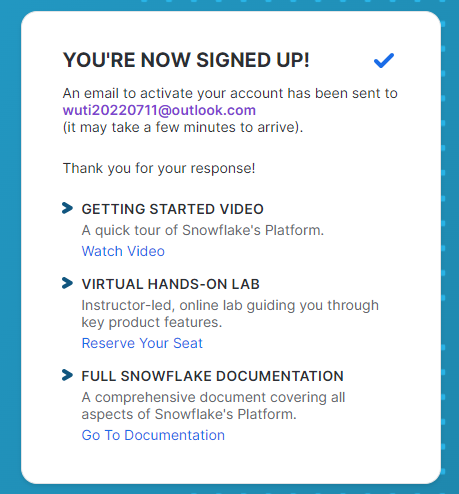 YOU'RE NOW SIGNED UP!
An email to activate your account has been sent to
wuti20220711@outlook.com
(it may take a few minutes to arrive).
Thank you for your response!
GETTING STARTED VIDEO
A quick tour of Snowflake's Platform.
Watch Video
VIRTUAL HANDS-ON LAB
Instructor-led, online lab guiding you through
key product features.
Reserve Your Seat
FULL SNOWFLAKE DOCUMENTATION
A comprehensive document covering all
aspects of Snowflake's Platform.
Go To Documentation